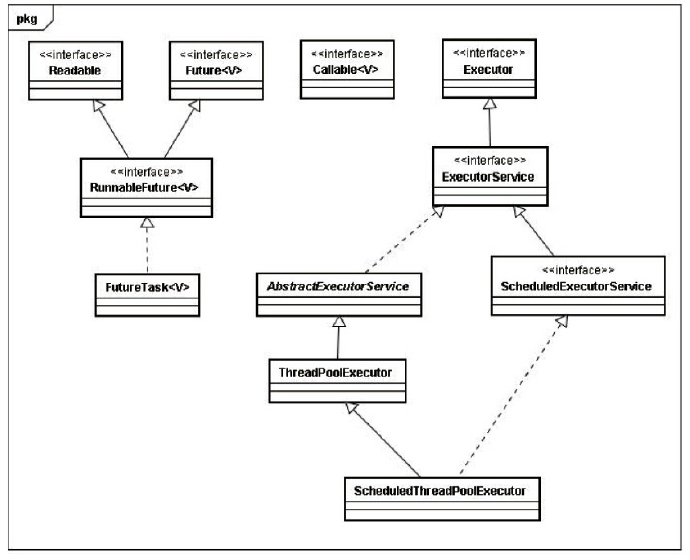 pkg
<<interface>>
Readable
<<interface>>
Future<V>
<<interface>>
Callable<V>
<<interface>>
Executor
<<interface>>
RunnableFuture<V>
<<interface>>
ExecutorService
FutureTask<V>
AbstractExecutorService
<<interface>>
ScheduledExecutorService
ThreadPoolExecutor
ScheduledThreadPoolExecutor